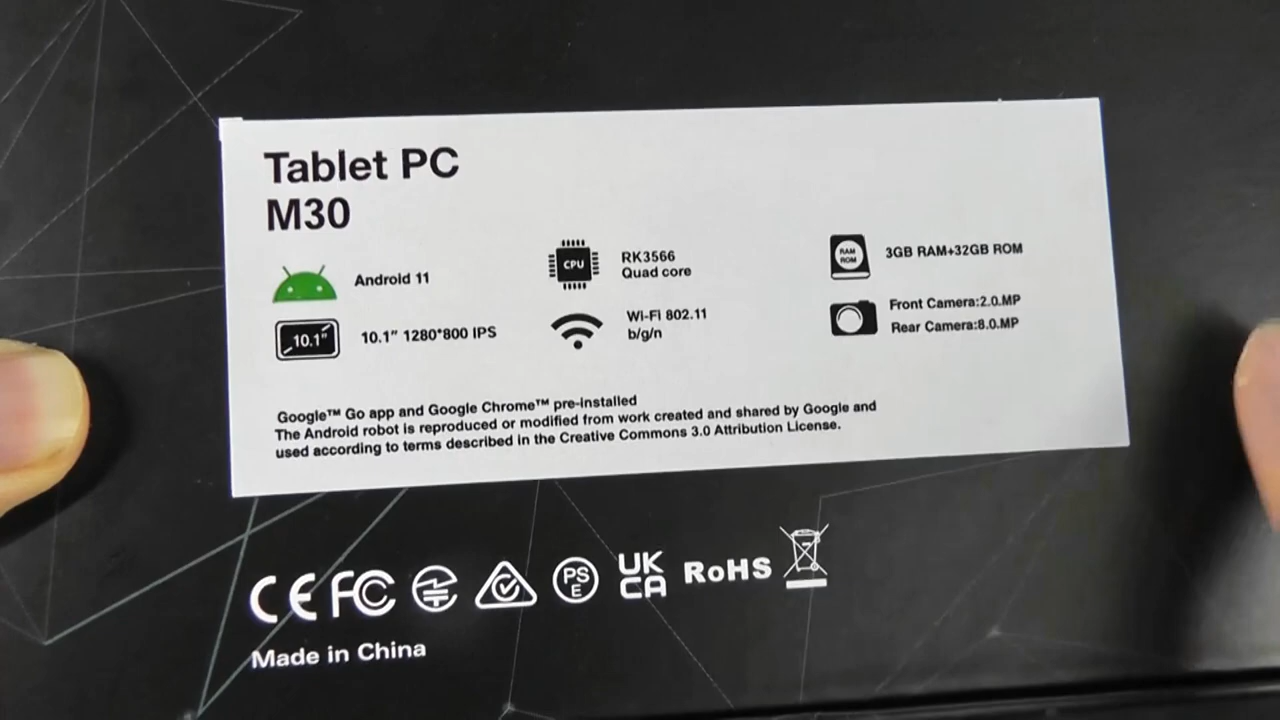 Tablet PC
M30
Android 11
CPU
RK3566
Quad core
RAM
ROM
3GB RAM+32GB ROM
10.1"
10.1" 1280*800 IPS
Wi-Fi 802.11
b/g/n
Front Camera:2.0.MP
Rear Camera:8.0.MP
Google™ Go app and Google Chrome™ pre-installed
The Android robot is reproduced or modified from work created and shared by Google and
used according to terms described in the Creative Commons 3.0 Attribution License.
CE FC PS E UK CA RoHS
Made in China